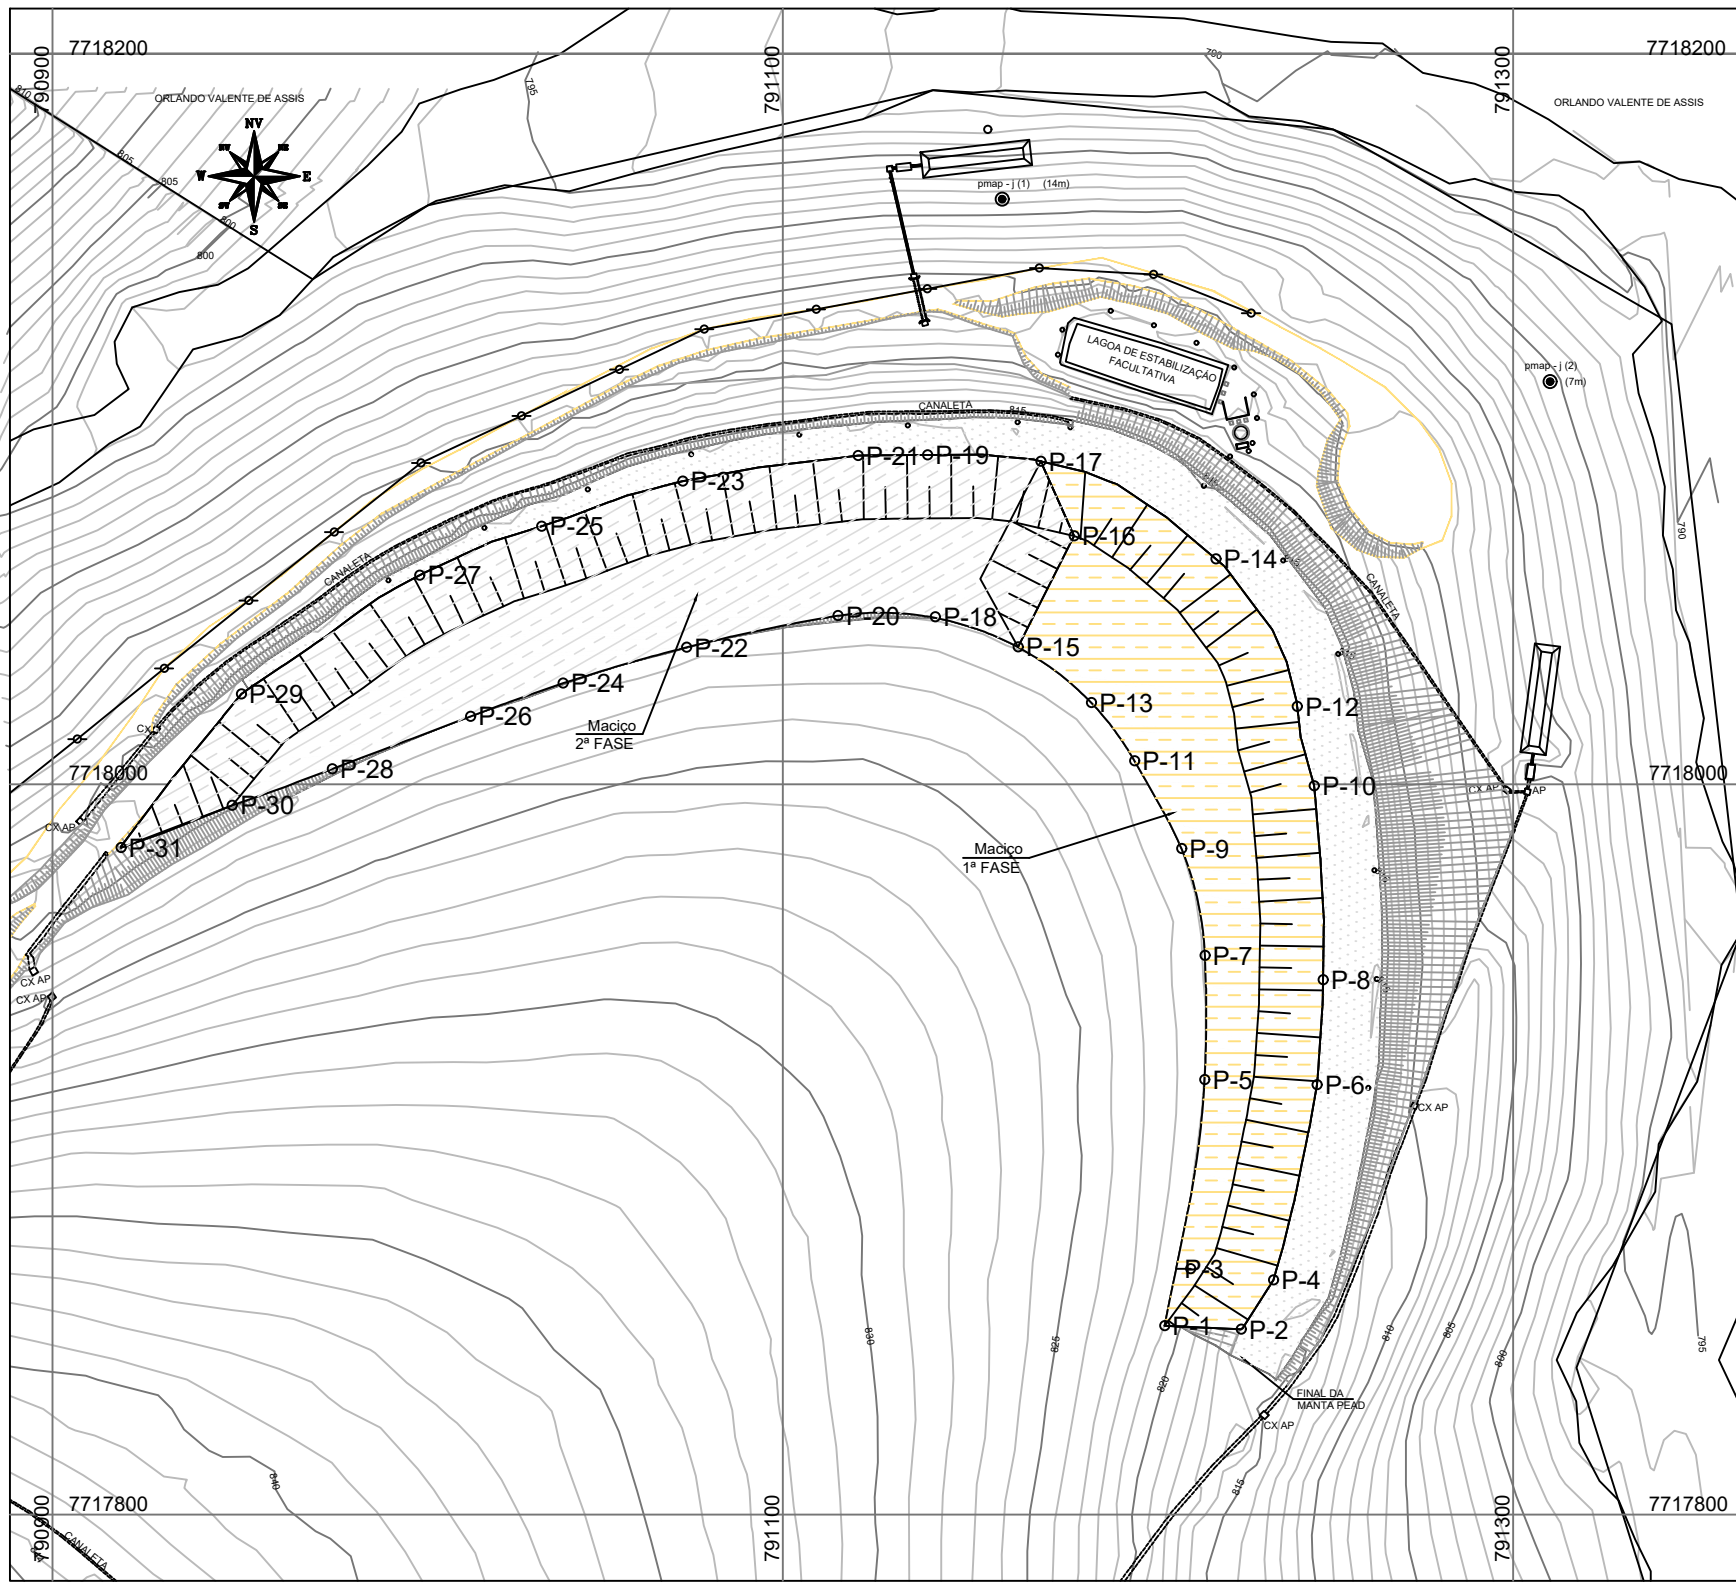 7718200
7718200
790900
791100
791300
810
ORLANDO VALENTE DE ASSIS
ORLANDO VALENTE DE ASSIS
795
790
NV
W
E
S
805
805
800
800
pmap - j (1) (14m)
LAGOA DE ESTABILIZAÇÃO
FACULTATIVA
pmap - j (2)
(7m)
CANALETA
815
P-21
P-19
P-17
P-23
P-25
P-16
P-14
790
CANALETA
P-27
CANALETA
P-20
P-18
P-15
P-22
P-24
P-29
P-13
P-12
P-26
CX
Maciço
2ª FASE
P-11
P-28
7718000
7718000
P-10
CX AP
AP
P-30
CX AP
P-31
Maciço
1ª FASE
P-9
P-7
P-8
CX AP
CX AP
P-5
P-6
CX AP
P-3
P-4
P-1
P-2
830
825
820
810
805
800
795
FINAL DA
MANTA PEAD
CX AP
840
815
7717800
7717800
790900
791100
791300
CANALETA